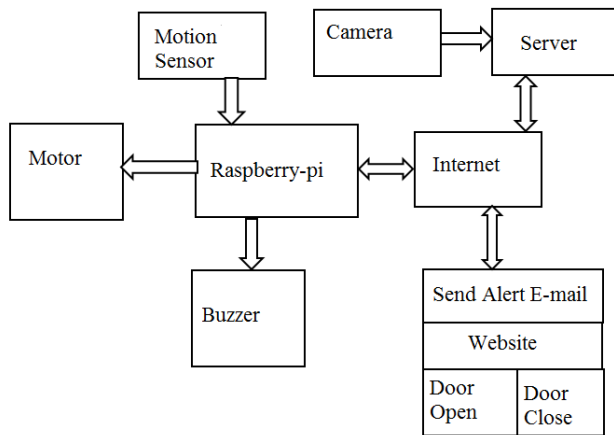 Motion
Sensor
Camera
Server
Motor
Raspberry-pi
Internet
Buzzer
Send Alert E-mail
Website
Door
Open
Door
Close